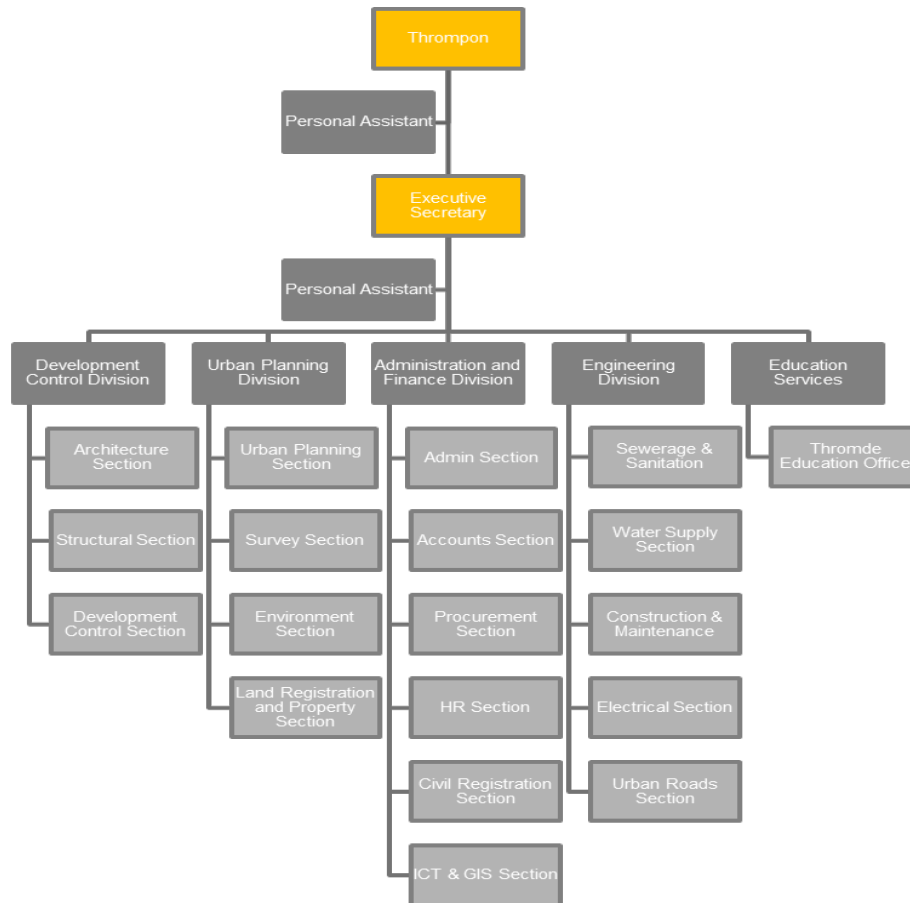 Thrompon
Personal Assistant
Executive
Secretary
Personal Assistant
Development
Control Division
Urban Planning
Division
Administration and
Finance Division
Engineering
Division
Education
Services
Architecture
Section
Structural Section
Development
Control Section
Urban Planning
Section
Survey Section
Environment
Section
Land Registration
and Property
Section
Admin Section
Accounts Section
Procurement
Section
HR Section
Civil Registration
Section
ICT & GIS Section
Sewerage &
Sanitation
Water Supply
Section
Construction &
Maintenance
Electrical Section
Urban Roads
Section
Thromde
Education Office